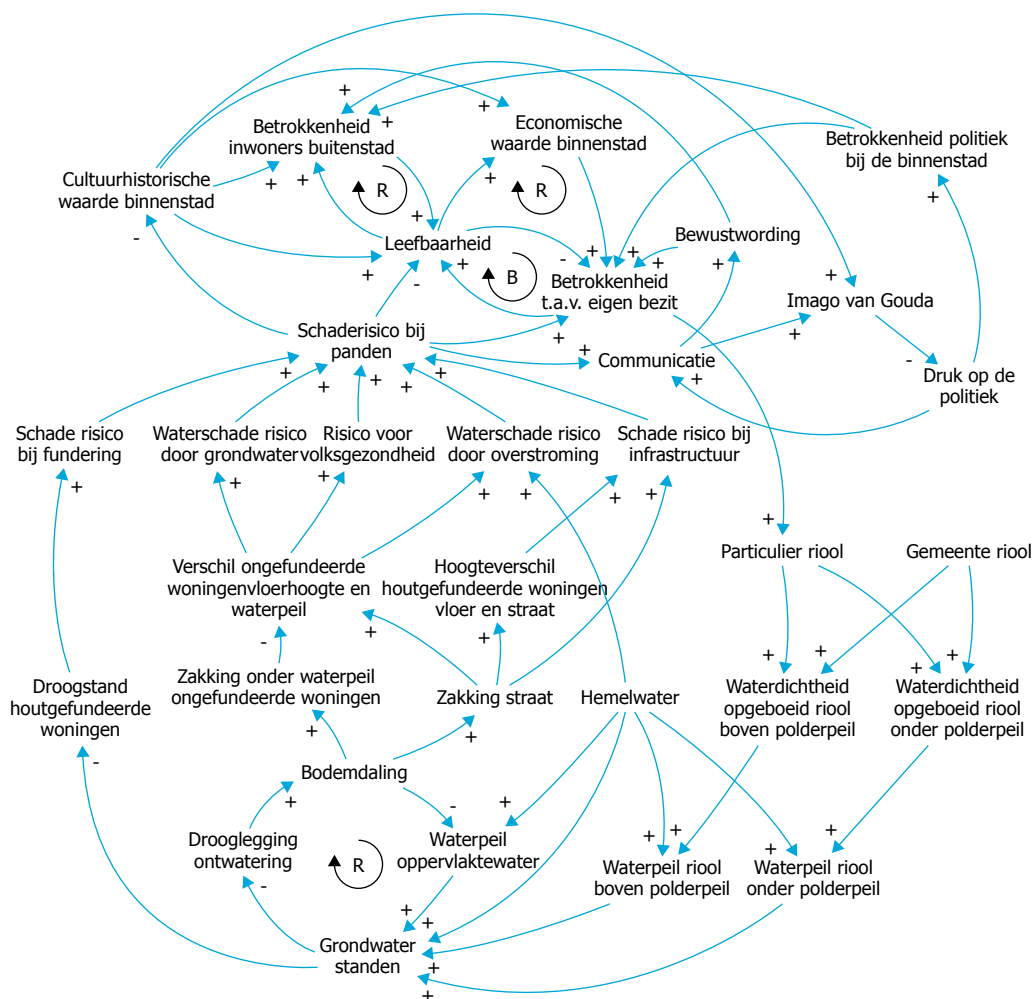 Betrokkenheid
inwoners buitenstad
Economische
waarde binnenstad
Betrokkenheid politiek
bij de binnenstad
Cultuurhistorische
waarde binnenstad
R
R
Leefbaarheid
Bewustwording
B
Betrokkenheid
t.a.v. eigen bezit
Imago van Gouda
Schaderisico bij
panden
Communicatie
Druk op de
politiek
Schade risico
bij fundering
Waterschade risico
door grondwater
Risico voor
volksgezondheid
Waterschade risico
door overstroming
Schade risico bij
infrastructuur
Particulier riool
Gemeente riool
Verschil ongefundeerde
woningenvloerhoogte en
waterpeil
Hoogteverschil
houtgefundeerde woningen
vloer en straat
Droogstand
houtgefundeerde
woningen
Zakking onder waterpeil
ongefundeerde woningen
Zakking straat
Hemelwater
Waterdichtheid
opgeboeid riool
boven polderpeil
Waterdichtheid
opgeboeid riool
onder polderpeil
Bodemdaling
Drooglegging
ontwatering
R
Waterpeil
oppervlaktewater
Waterpeil riool
boven polderpeil
Waterpeil riool
onder polderpeil
Grondwater
standen